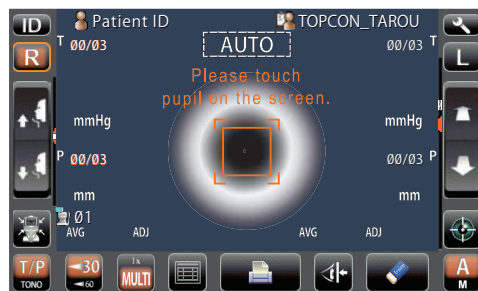 ID
Patient ID
TOPCON_TAROU
R
T
00/03
AUTO
00/03
T
L
Please touch
pupil on the screen.
mmHg
mmHg
P
00/03
00/03
P
mm
mm
01
AVG
ADJ
AVG
ADJ
T/P
TONO
30
60
1x
MULTI
A
M